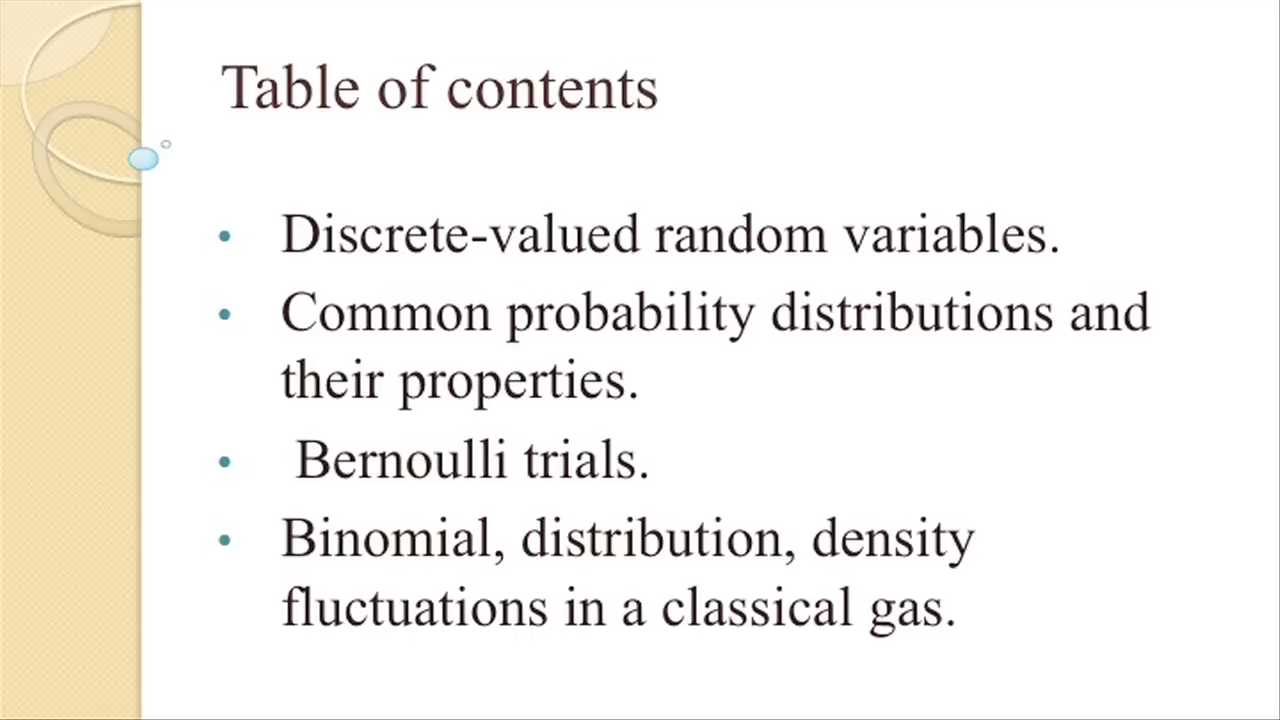 Table of contents
• Discrete-valued random variables.
• Common probability distributions and
their properties.
• Bernoulli trials.
• Binomial, distribution, density
fluctuations in a classical gas.